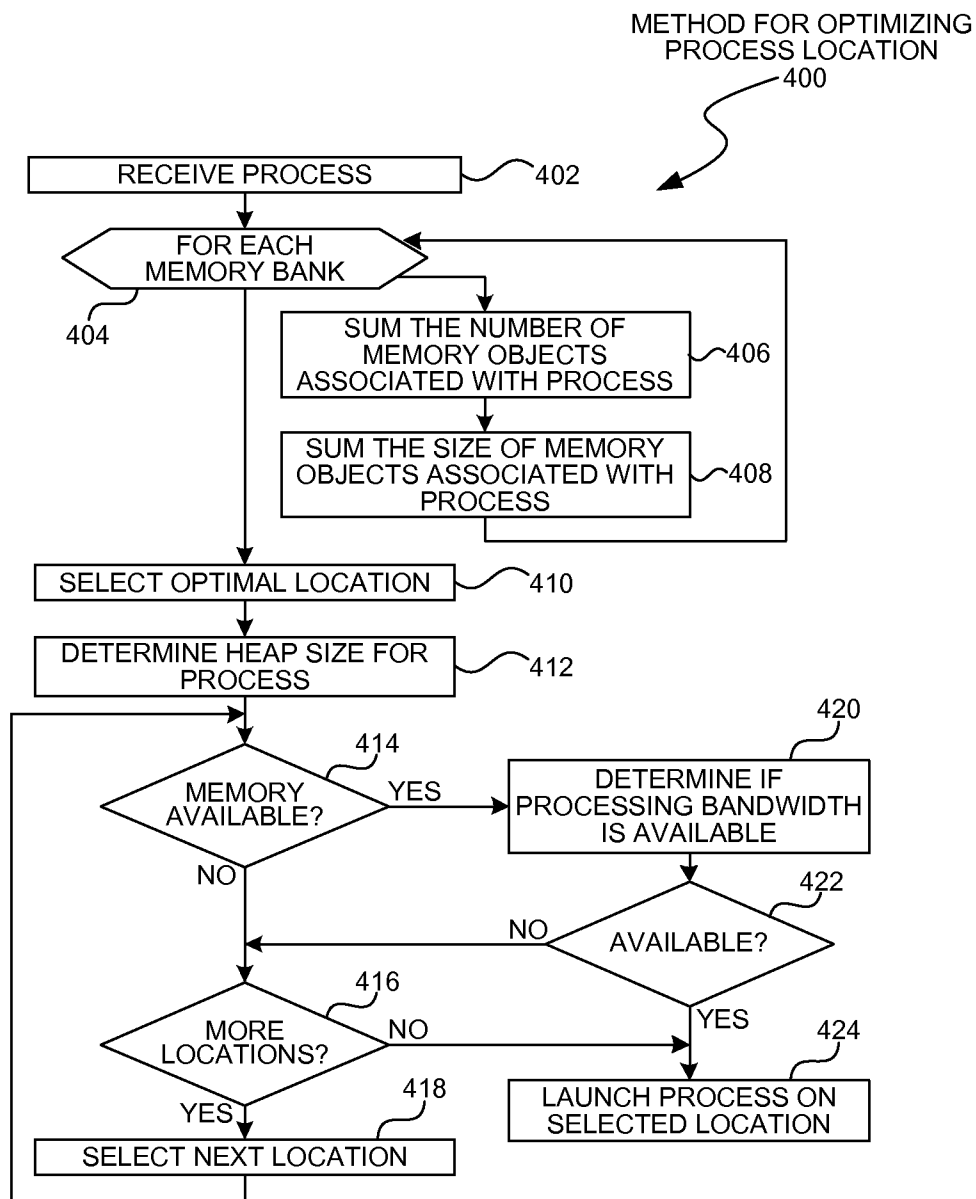 METHOD FOR OPTIMIZING
PROCESS LOCATION
400
RECEIVE PROCESS
402
FOR EACH
MEMORY BANK
404
SUM THE NUMBER OF
MEMORY OBJECTS
ASSOCIATED WITH PROCESS
406
SUM THE SIZE OF MEMORY
OBJECTS ASSOCIATED WITH
PROCESS
408
SELECT OPTIMAL LOCATION
410
DETERMINE HEAP SIZE FOR
PROCESS
412
414
MEMORY
AVAILABLE?
YES
NO
420
DETERMINE IF
PROCESSING BANDWIDTH
IS AVAILABLE
422
AVAILABLE?
NO
YES
416
MORE
LOCATIONS?
NO
YES
424
LAUNCH PROCESS ON
SELECTED LOCATION
418
SELECT NEXT LOCATION